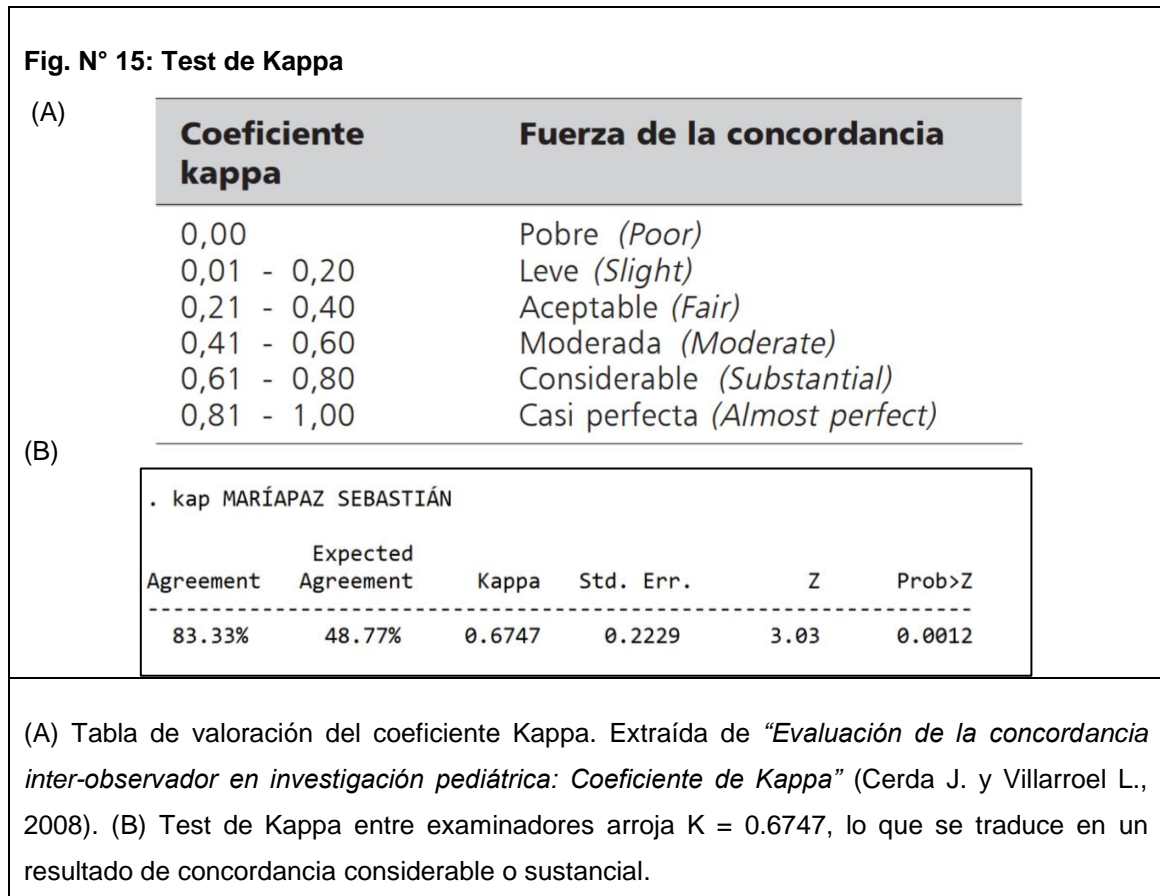 Fig. N° 15: Test de Kappa
(A)
Coeficiente kappa Fuerza de la concordancia
0,00 Pobre (Poor)
0,01 - 0,20 Leve (Slight)
0,21 - 0,40 Aceptable (Fair)
0,41 - 0,60 Moderada (Moderate)
0,61 - 0,80 Considerable (Substantial)
0,81 - 1,00 Casi perfecta (Almost perfect)
(B)
. kap MARÍAPAZ SEBASTIÁN
Expected
Agreement Agreement Kappa Std. Err. Z Prob>Z
83.33% 48.77% 0.6747 0.2229 3.03 0.0012
(A) Tabla de valoración del coeficiente Kappa. Extraída de “Evaluación de la concordancia
inter-observador en investigación pediátrica: Coeficiente de Kappa” (Cerda J. y Villarroel L.,
2008). (B) Test de Kappa entre examinadores arroja K = 0.6747, lo que se traduce en un
resultado de concordancia considerable o sustancial.